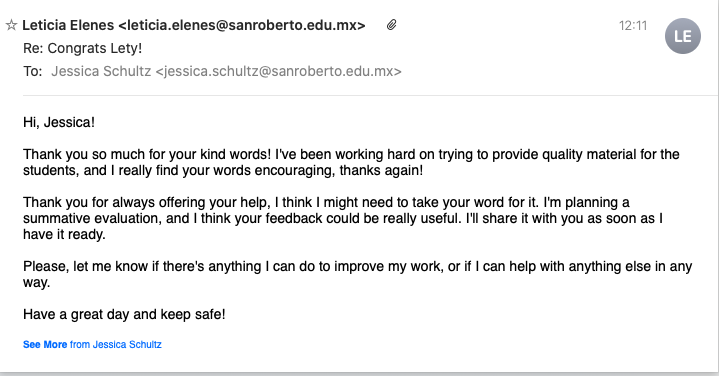 Leticia Elenes <leticia.elenes@sanroberto.edu.mx>
12:11
LE
Re: Congrats Lety!
To: Jessica Schultz <jessica.schultz@sanroberto.edu.mx>
Hi, Jessica!
Thank you so much for your kind words! I've been working hard on trying to provide quality material for the
students, and I really find your words encouraging, thanks again!
Thank you for always offering your help, I think I might need to take your word for it. I'm planning a
summative evaluation, and I think your feedback could be really useful. I'll share it with you as soon as I
have it ready.
Please, let me know if there's anything I can do to improve my work, or if I can help with anything else in any
way.
Have a great day and keep safe!
See More from Jessica Schultz